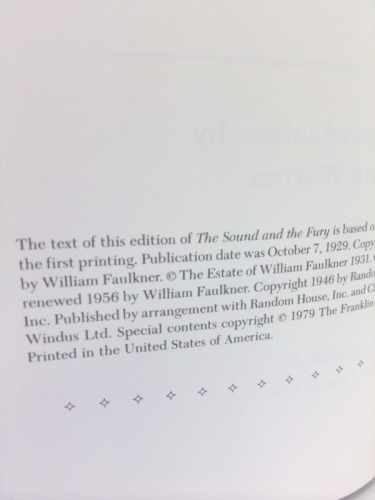 The text of this edition of The Sound and the Fury is based o
the first printing. Publication date was October 7, 1929. Copy
by William Faulkner. © The Estate of William Faulkner 1931.
renewed 1956 by William Faulkner. Copyright 1946 by Random
Inc. Published by arrangement with Random House, Inc. and C
Windus Ltd. Special contents copyright © 1979 The Franklin
Printed in the United States of America.